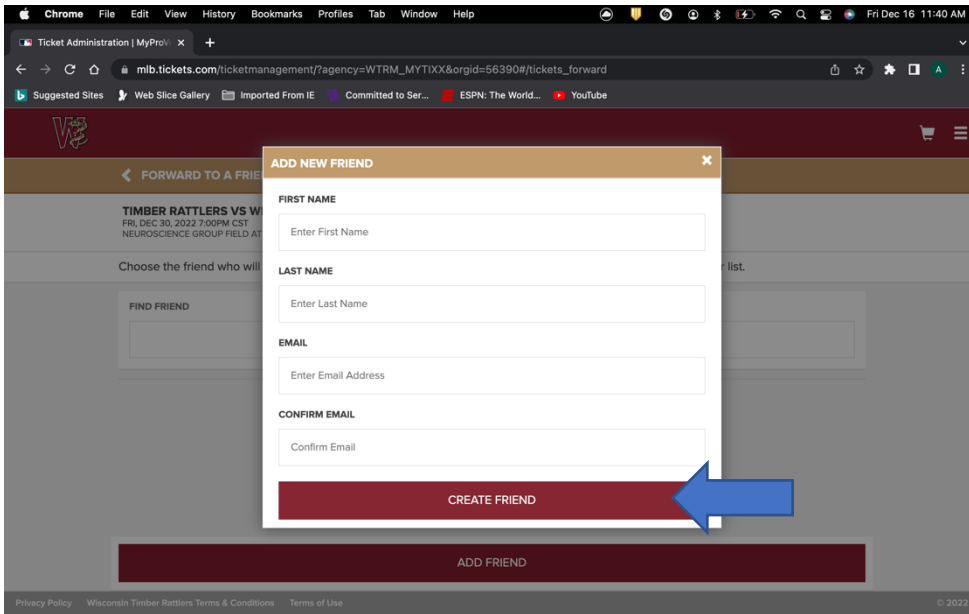 Chrome File Edit View History Bookmarks Profiles Tab Window Help Fri Dec 16 11:40 AM
Ticket Administration | MyProV
mlb.tickets.com/ticketmanagement/?agency=WTRM_MYTIXX&orgid=56390#/tickets_forward
Suggested Sites Web Slice Gallery Imported From IE Committed to Ser... ESPN: The World... YouTube
W
FORWARD TO A FRIE
ADD NEW FRIEND
TIMBER RATTLERS VS W
FRI, DEC 30, 2022 7:00PM CST
NEUROSCIENCE GROUP FIELD AT
Choose the friend who will
r list.
FIND FRIEND
FIRST NAME
Enter First Name
LAST NAME
Enter Last Name
EMAIL
Enter Email Address
CONFIRM EMAIL
Confirm Email
CREATE FRIEND
ADD FRIEND
Privacy Policy Wisconsin Timber Rattlers Terms & Conditions Terms of Use © 2022